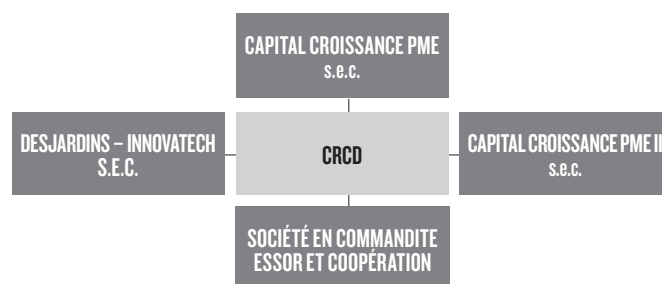 CAPITAL CROISSANCE PME
s.e.c.
DESJARDINS – INNOVATECH
S.E.C.
CRCD
CAPITAL CROISSANCE PME II
s.e.c.
SOCIÉTÉ EN COMMANDITE
ESSOR ET COOPÉRATION